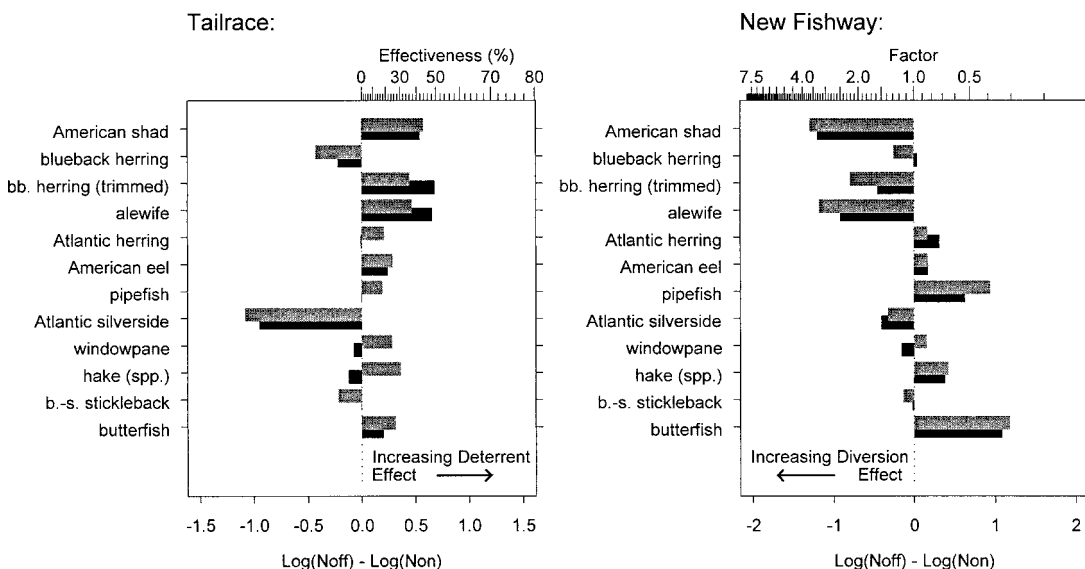 Tailrace:
Effectiveness (%)
0 30 50 70 80
American shad
blueback herring
bb. herring (trimmed)
alewife
Atlantic herring
American eel
pipefish
Atlantic silverside
windowpane
hake (spp.)
b.-s. stickleback
butterfish
Increasing Deterrent
Effect
-1.5 -1.0 -0.5 0.0 0.5 1.0 1.5
Log(Noff) - Log(Non)
New Fishway:
Factor
7.5 4.0 2.0 1.0 0.5
American shad
blueback herring
bb. herring (trimmed)
alewife
Atlantic herring
American eel
pipefish
Atlantic silverside
windowpane
hake (spp.)
b.-s. stickleback
butterfish
Increasing Diversion
Effect
-2 -1 0 1 2
Log(Noff) - Log(Non)